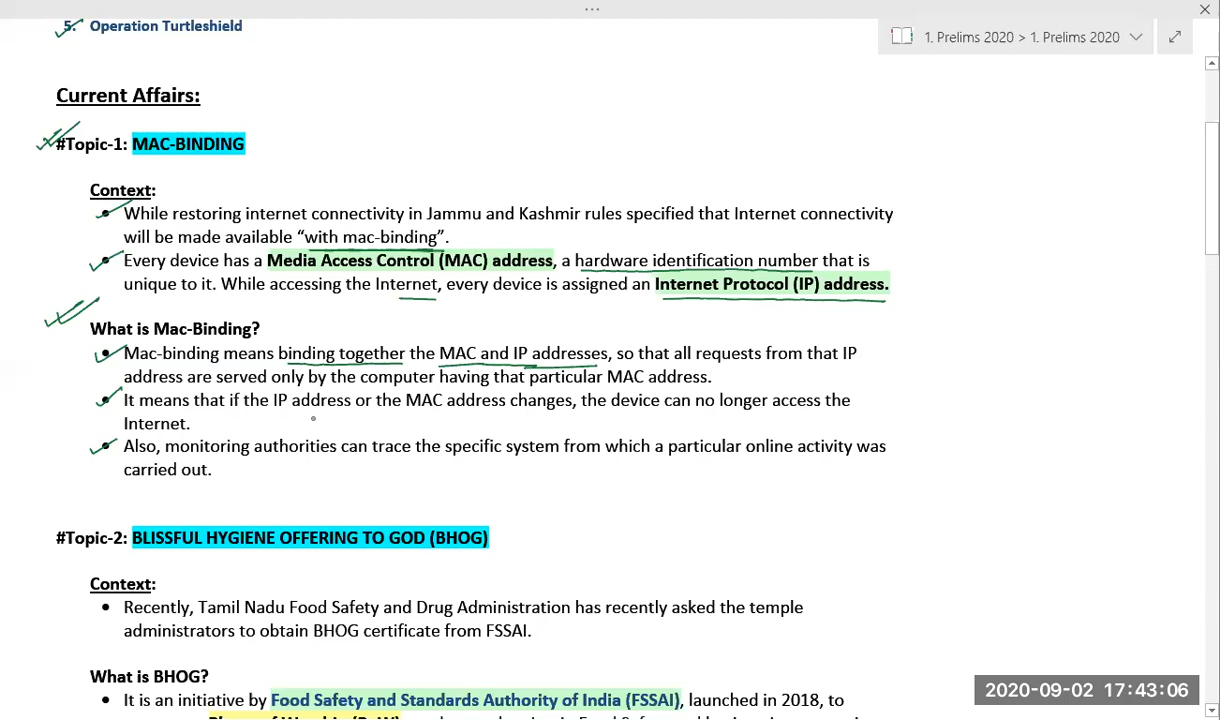 5. Operation Turtleshield
1. Prelims 2020 > 1. Prelims 2020
Current Affairs:
#Topic-1: MAC-BINDING
Context:
• While restoring internet connectivity in Jammu and Kashmir rules specified that Internet connectivity
will be made available “with mac-binding”.
• Every device has a Media Access Control (MAC) address, a hardware identification number that is
unique to it. While accessing the Internet, every device is assigned an Internet Protocol (IP) address.
What is Mac-Binding?
• Mac-binding means binding together the MAC and IP addresses, so that all requests from that IP
address are served only by the computer having that particular MAC address.
• It means that if the IP address or the MAC address changes, the device can no longer access the
Internet.
• Also, monitoring authorities can trace the specific system from which a particular online activity was
carried out.
#Topic-2: BLISSFUL HYGIENE OFFERING TO GOD (BHOG)
Context:
• Recently, Tamil Nadu Food Safety and Drug Administration has recently asked the temple
administrators to obtain BHOG certificate from FSSAI.
What is BHOG?
• It is an initiative by Food Safety and Standards Authority of India (FSSAI), launched in 2018, to
2020-09-02 17:43:06